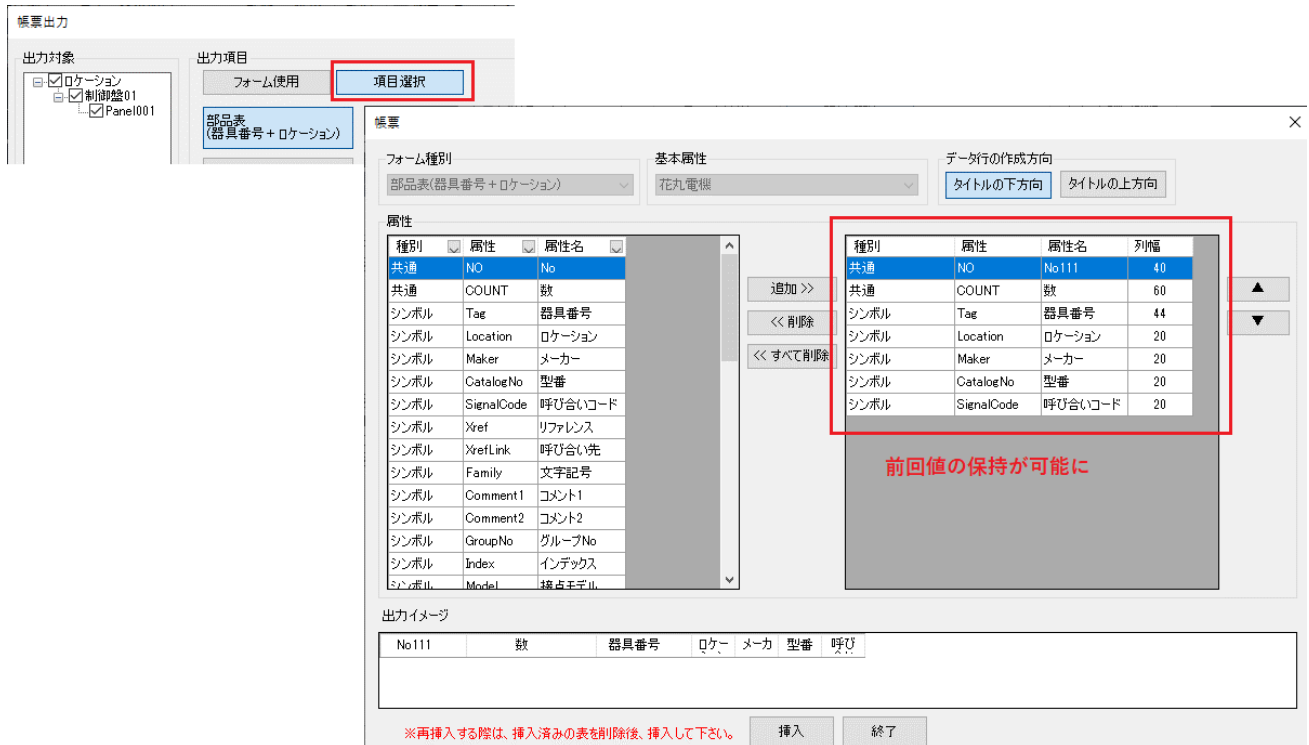 帳票出力
出力対象
ロケーション
制御盤01
Panel001
出力項目
フォーム使用
項目選択
部品表
(器具番号+ロケーション)
帳票
フォーム種別
部品表(器具番号+ロケーション)
基本属性
花丸電機
データ行の作成方向
タイトルの下方向
タイトルの上方向
属性
種別 属性 属性名
共通 NO No
共通 COUNT 数
シンボル Tag 器具番号
シンボル Location ロケーション
シンボル Maker メーカー
シンボル CatalogNo 型番
シンボル SignalCode 呼び合いコード
シンボル Xref リファレンス
シンボル XrefLink 呼び合い先
シンボル Family 文字記号
シンボル Comment1 コメント1
シンボル Comment2 コメント2
シンボル GroupNo グループNo
シンボル Index インデックス
シンボル Model 接点モデル
追加 >>
<< 削除
<< すべて削除
種別 属性 属性名 列幅
共通 NO No111 40
共通 COUNT 数 60
シンボル Tag 器具番号 44
シンボル Location ロケーション 20
シンボル Maker メーカー 20
シンボル CatalogNo 型番 20
シンボル SignalCode 呼び合いコード 20
▲
▼
前回値の保持が可能に
出力イメージ
No111 数 器具番号 ロケー メーカ 型番 呼び
※再挿入する際は、挿入済みの表を削除後、挿入して下さい。
挿入
終了